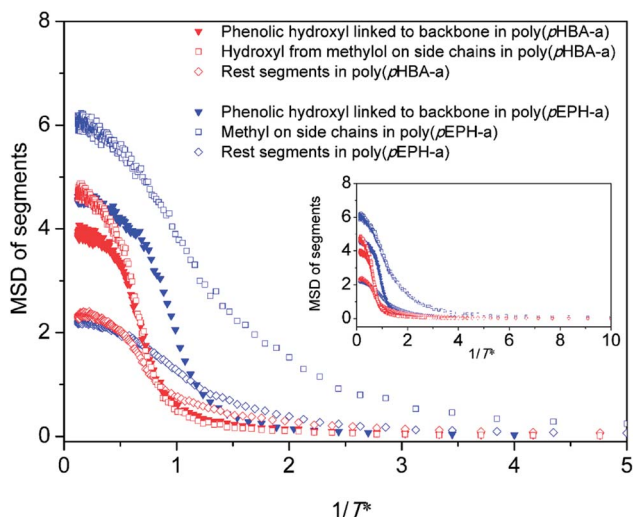 Phenolic hydroxyl linked to backbone in poly(pHBA-a)
Hydroxyl from methylol on side chains in poly(pHBA-a)
Rest segments in poly(pHBA-a)
Phenolic hydroxyl linked to backbone in poly(pEPH-a)
Methyl on side chains in poly(pEPH-a)
Rest segments in poly(pEPH-a)
MSD of segments
8
6
4
2
0
0 1 2 3 4 5
1/T*
MSD of segments
8
6
4
2
0
0 2 4 6 8 10
1/T*